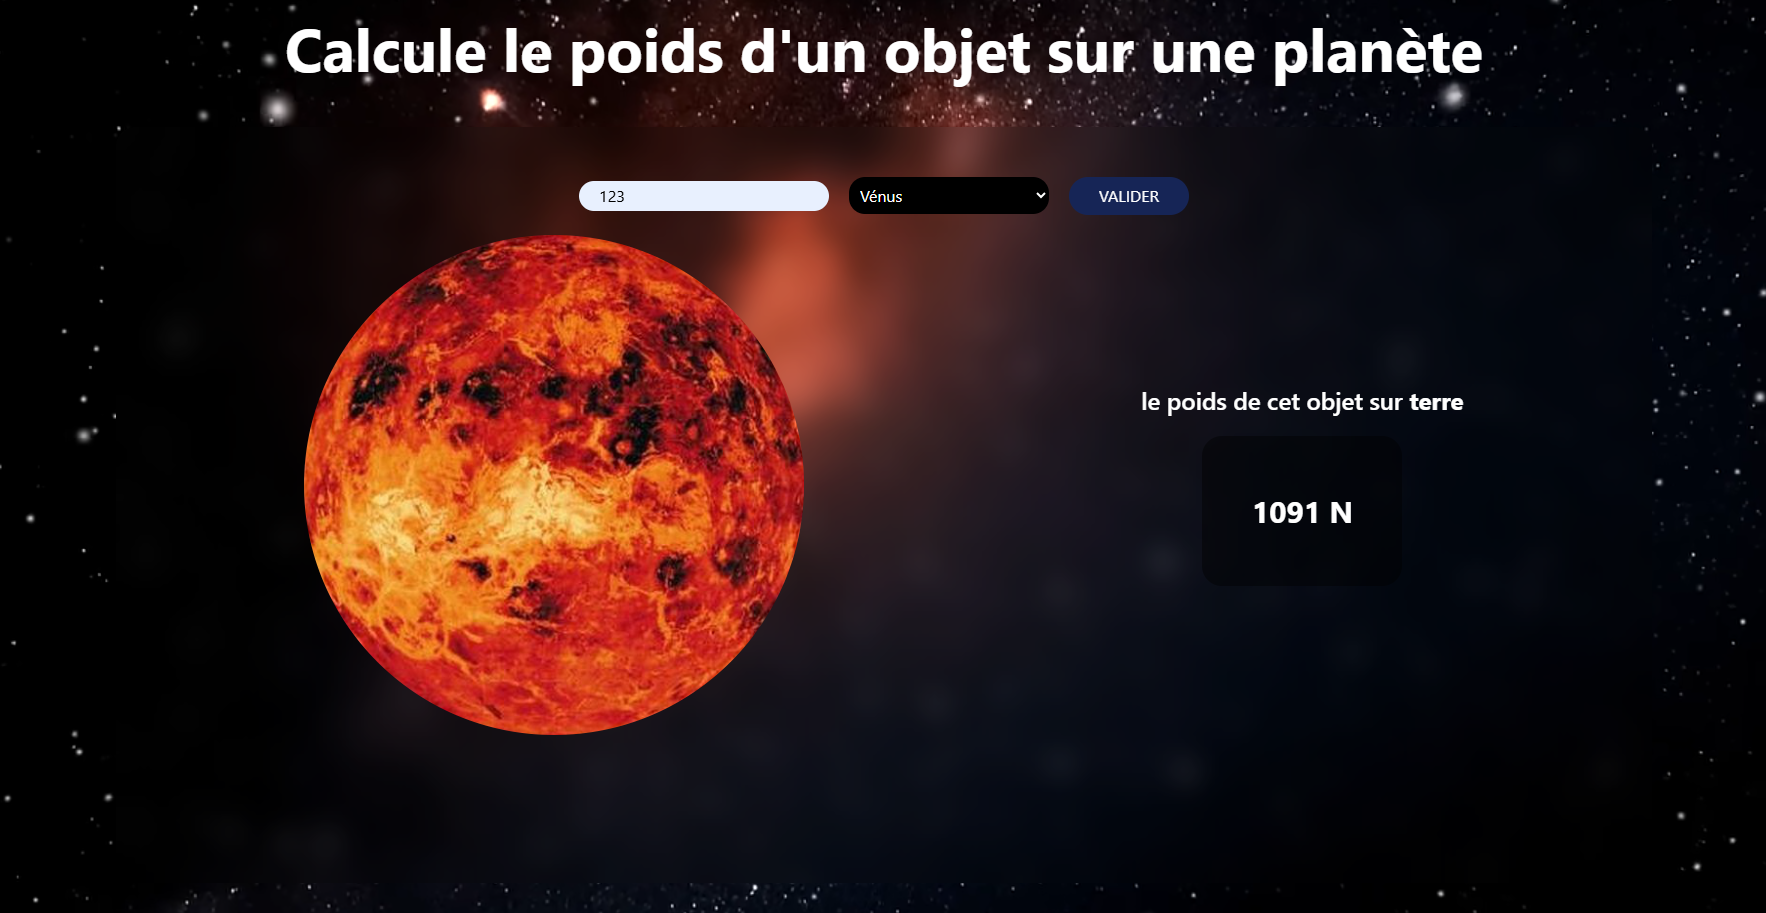 Calcule le poids d'un objet sur une planète
123 Vénus VALIDER
le poids de cet objet sur terre
1091 N